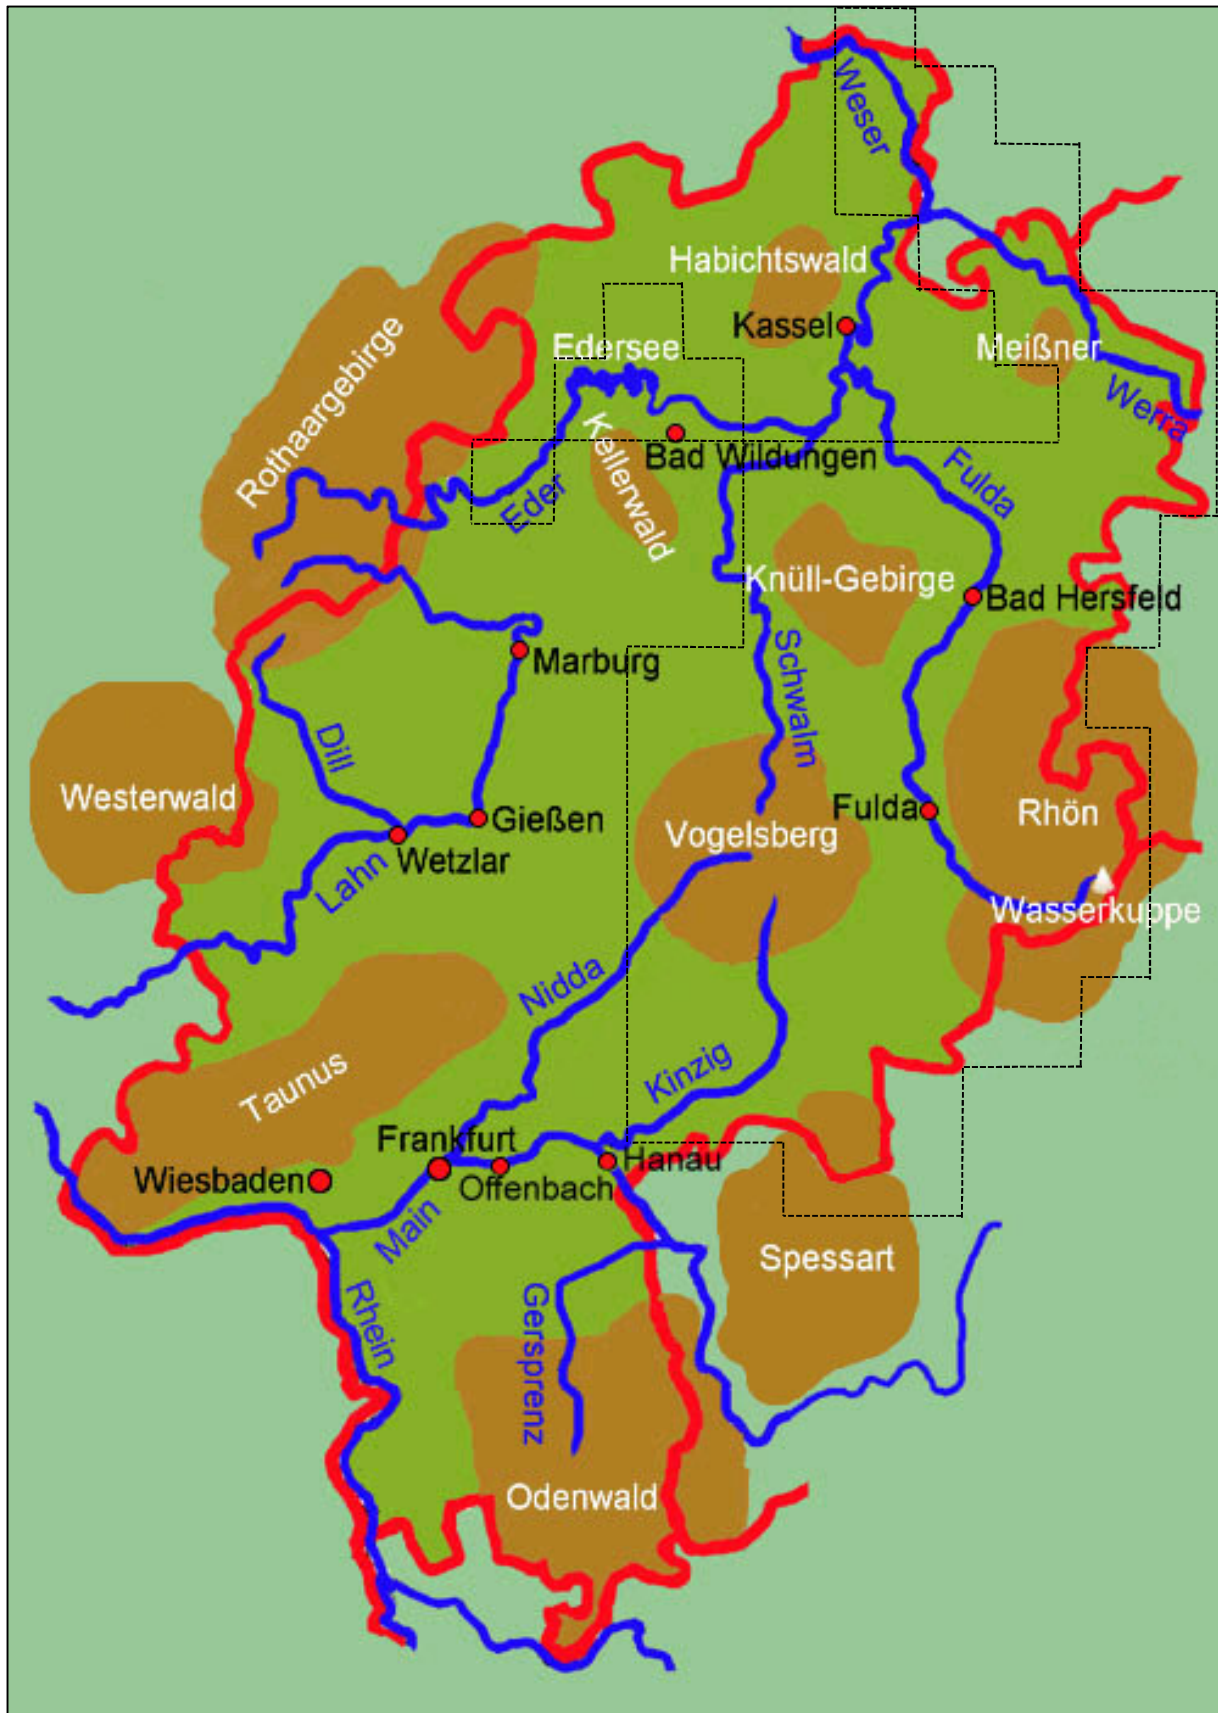 Weser
Habichtswald
Kassel
Edersee
Meißner
Werra
Rothaargebirge
Kellerwald
Bad Wildungen
Eder
Fulda
Knüll-Gebirge
Bad Hersfeld
Marburg
Schwalm
Dill
Westerwald
Gießen
Fulda
Rhön
Vogelsberg
Wetzlar
Lahn
Wasserkuppe
Nidda
Kinzig
Taunus
Frankfurt
Hanau
Wiesbaden
Offenbach
Main
Spessart
Rhein
Gersprenz
Odenwald